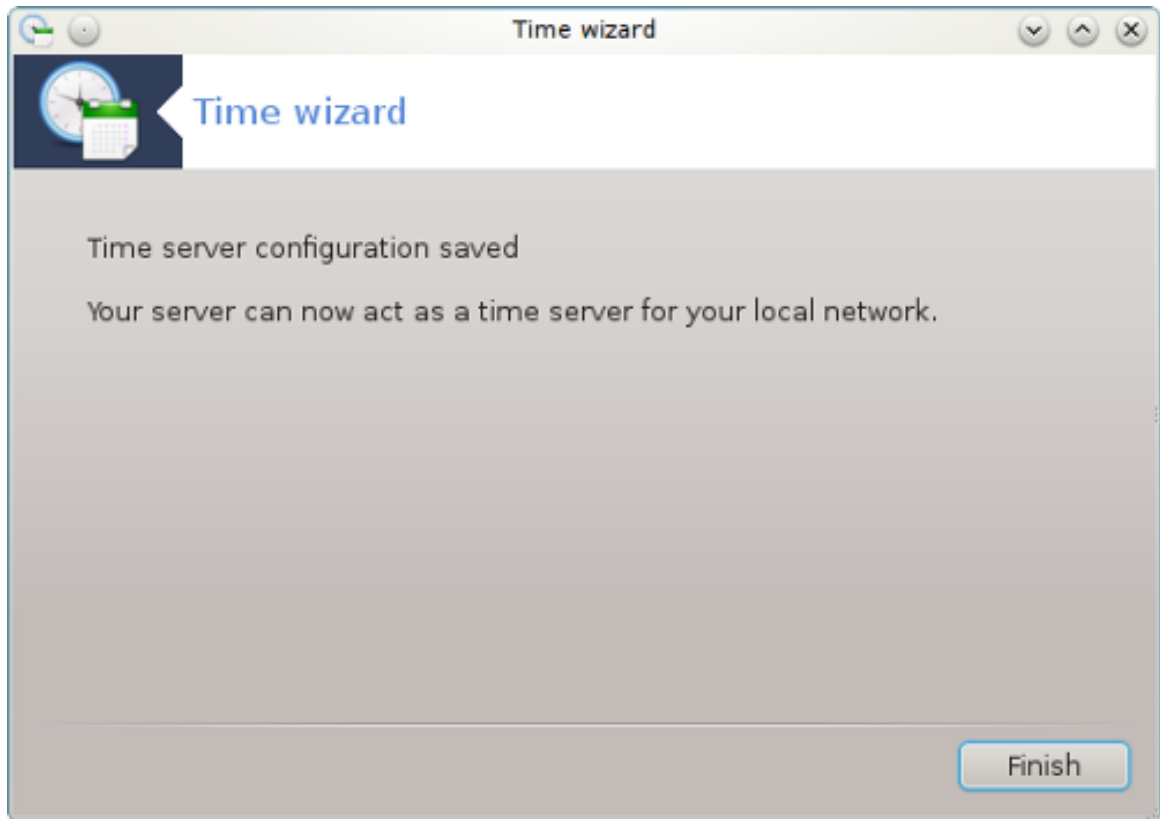 Time wizard
Time wizard
Time server configuration saved
Your server can now act as a time server for your local network.
Finish